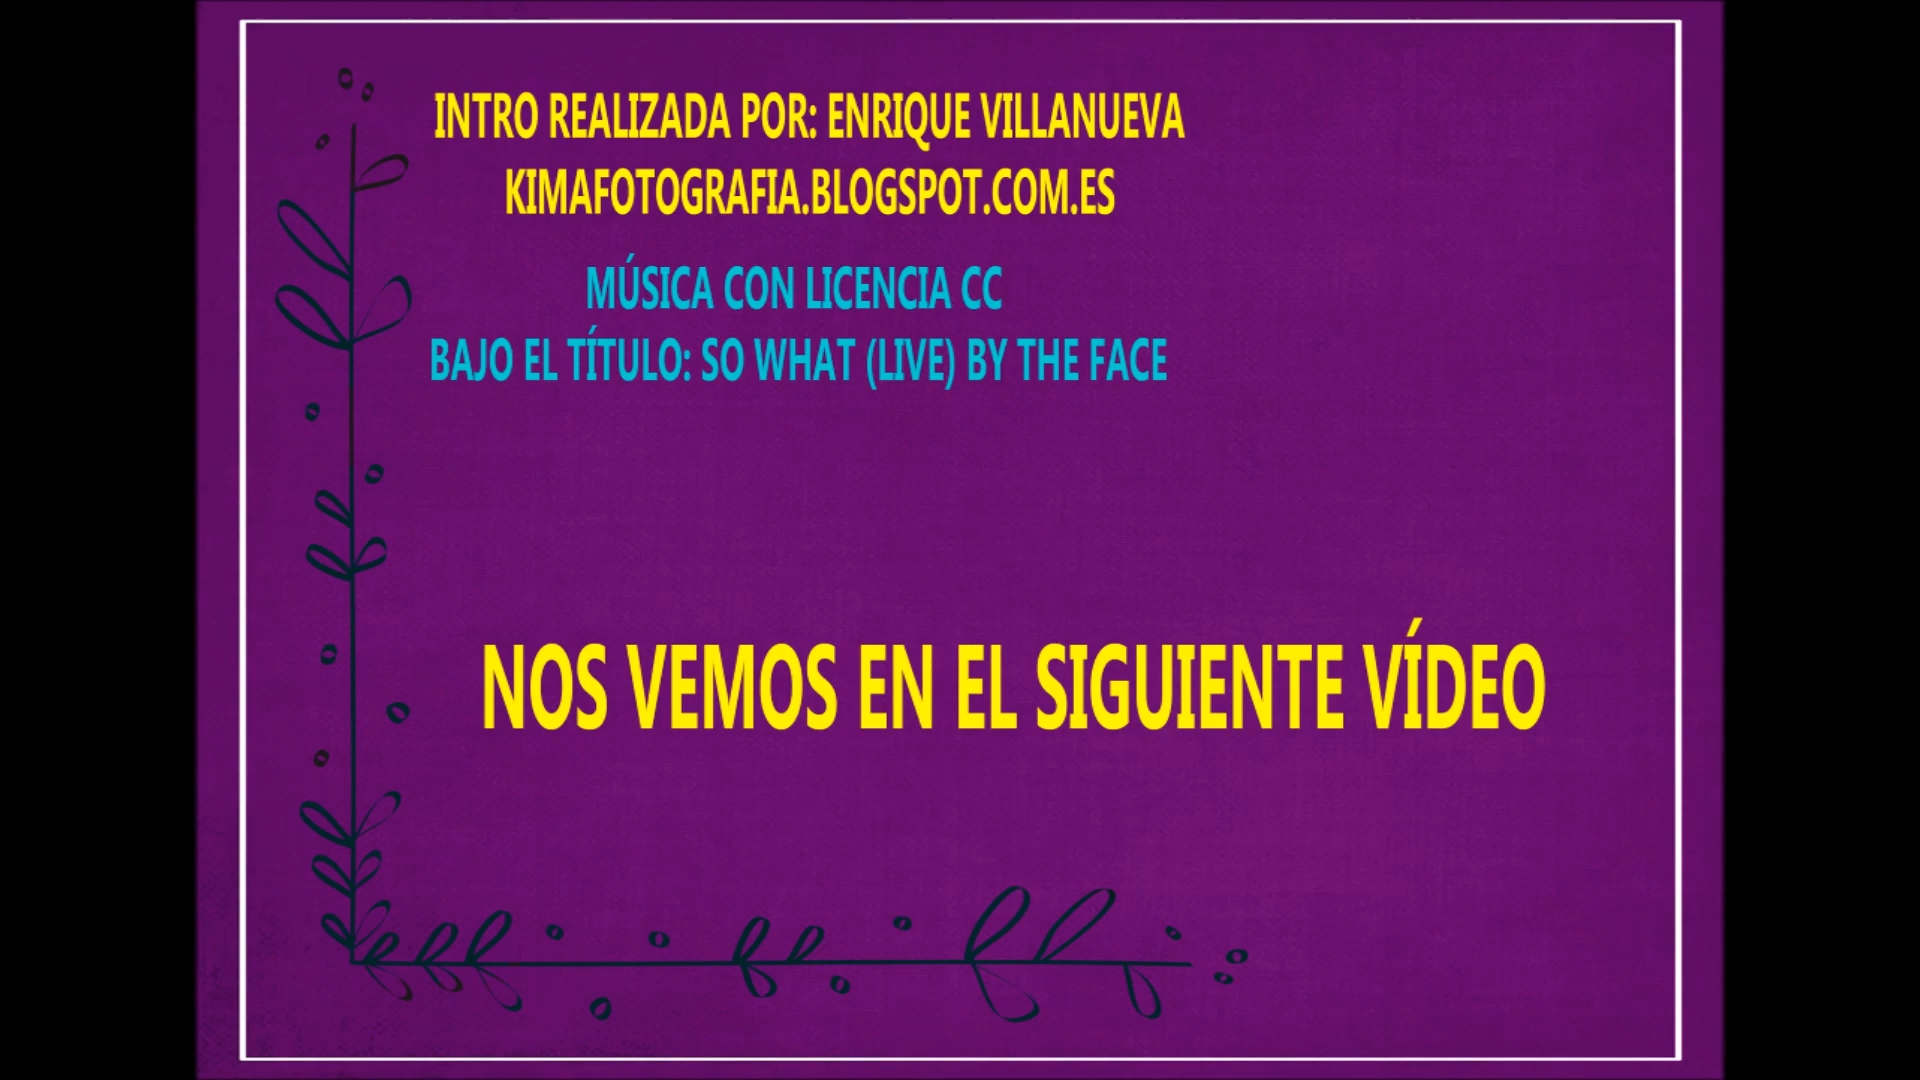 INTRO REALIZADA POR: ENRIQUE VILLANUEVA
KIMAFOTOGRAFIA.BLOGSPOT.COM.ES
MÚSICA CON LICENCIA CC
BAJO EL TÍTULO: SO WHAT (LIVE) BY THE FACE
NOS VEMOS EN EL SIGUIENTE VÍDEO